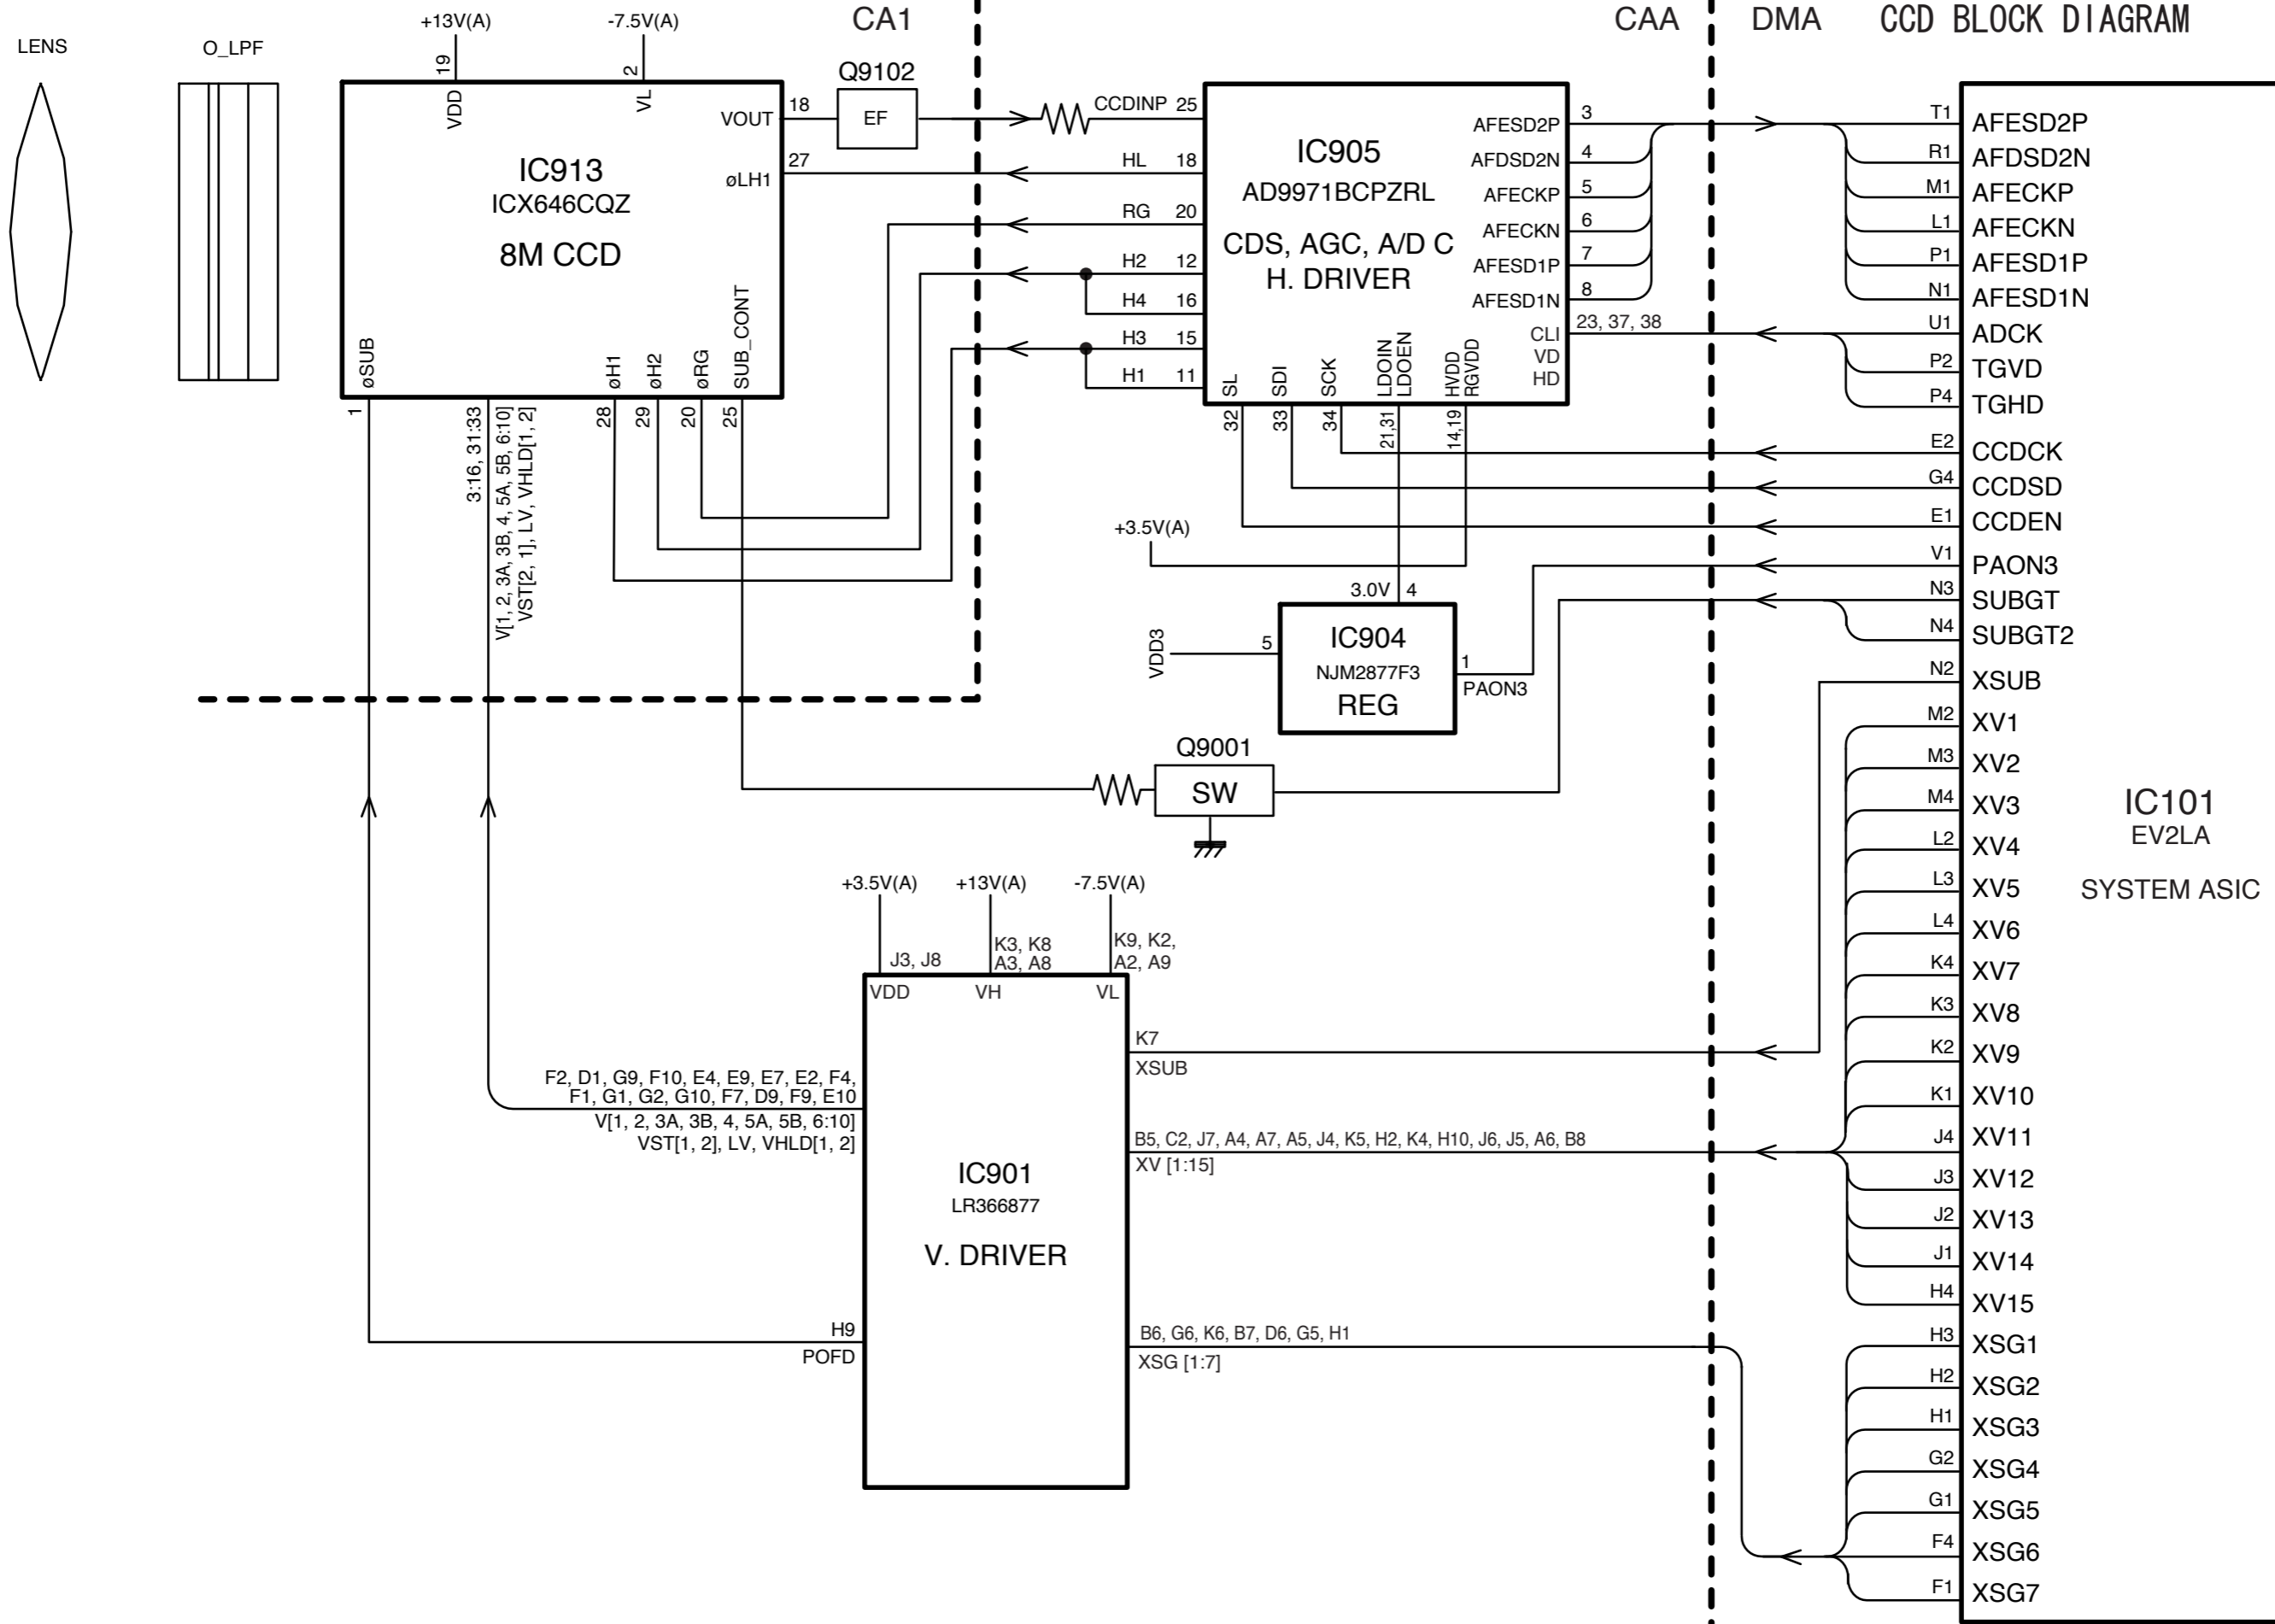 CA1
CAA
DMA
CCD BLOCK DIAGRAM
LENS
O_LPF
+13V(A)
-7.5V(A)
19
2
VDD
VL
IC913
ICX646CQZ
8M CCD
VOUT
18
øLH1
27
øSUB
øH1
øH2
øRG
SUB_CONT
1
3:16, 31:33
V[1, 2, 3A, 3B, 4, 5A, 5B, 6:10]
VST[2, 1], LV, VHLD[1, 2]
28
29
20
25
Q9102
EF
CCDINP 25
HL 18
RG 20
H2 12
H4 16
H3 15
H1 11
IC905
AD9971BCPZRL
CDS, AGC, A/D C
H. DRIVER
AFESD2P 3
AFDSD2N 4
AFECKP 5
AFECKN 6
AFESD1P 7
AFESD1N 8
CLI 23, 37, 38
VD
HD
SL
SDI
SCK
LDOIN
LDOEN
HVDD
RGVDD
32
33
34
21,31
14,19
+3.5V(A)
3.0V 4
VDD3
5
IC904
NJM2877F3
REG
1
PAON3
Q9001
SW
+3.5V(A)
+13V(A)
-7.5V(A)
J3, J8
K3, K8
A3, A8
K9, K2,
A2, A9
VDD
VH
VL
IC901
LR366877
V. DRIVER
F2, D1, G9, F10, E4, E9, E7, E2, F4,
F1, G1, G2, G10, F7, D9, F9, E10
V[1, 2, 3A, 3B, 4, 5A, 5B, 6:10]
VST[1, 2], LV, VHLD[1, 2]
H9
POFD
K7
XSUB
B5, C2, J7, A4, A7, A5, J4, K5, H2, K4, H10, J6, J5, A6, B8
XV [1:15]
B6, G6, K6, B7, D6, G5, H1
XSG [1:7]
T1 AFESD2P
R1 AFDSD2N
M1 AFECKP
L1 AFECKN
P1 AFESD1P
N1 AFESD1N
U1 ADCK
P2 TGVD
P4 TGHD
E2 CCDCK
G4 CCDSD
E1 CCDEN
V1 PAON3
N3 SUBGT
N4 SUBGT2
N2 XSUB
M2 XV1
M3 XV2
M4 XV3
L2 XV4
L3 XV5
L4 XV6
K4 XV7
K3 XV8
K2 XV9
K1 XV10
J4 XV11
J3 XV12
J2 XV13
J1 XV14
H4 XV15
H3 XSG1
H2 XSG2
H1 XSG3
G2 XSG4
G1 XSG5
F4 XSG6
F1 XSG7
IC101
EV2LA
SYSTEM ASIC